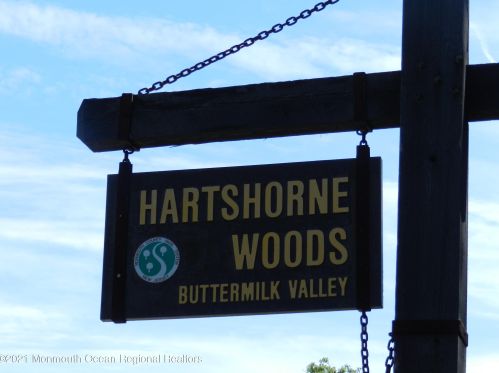 HARTSHORNE
WOODS
BUTTERMILK VALLEY
©2021 Monmouth Ocean Regional Realtors